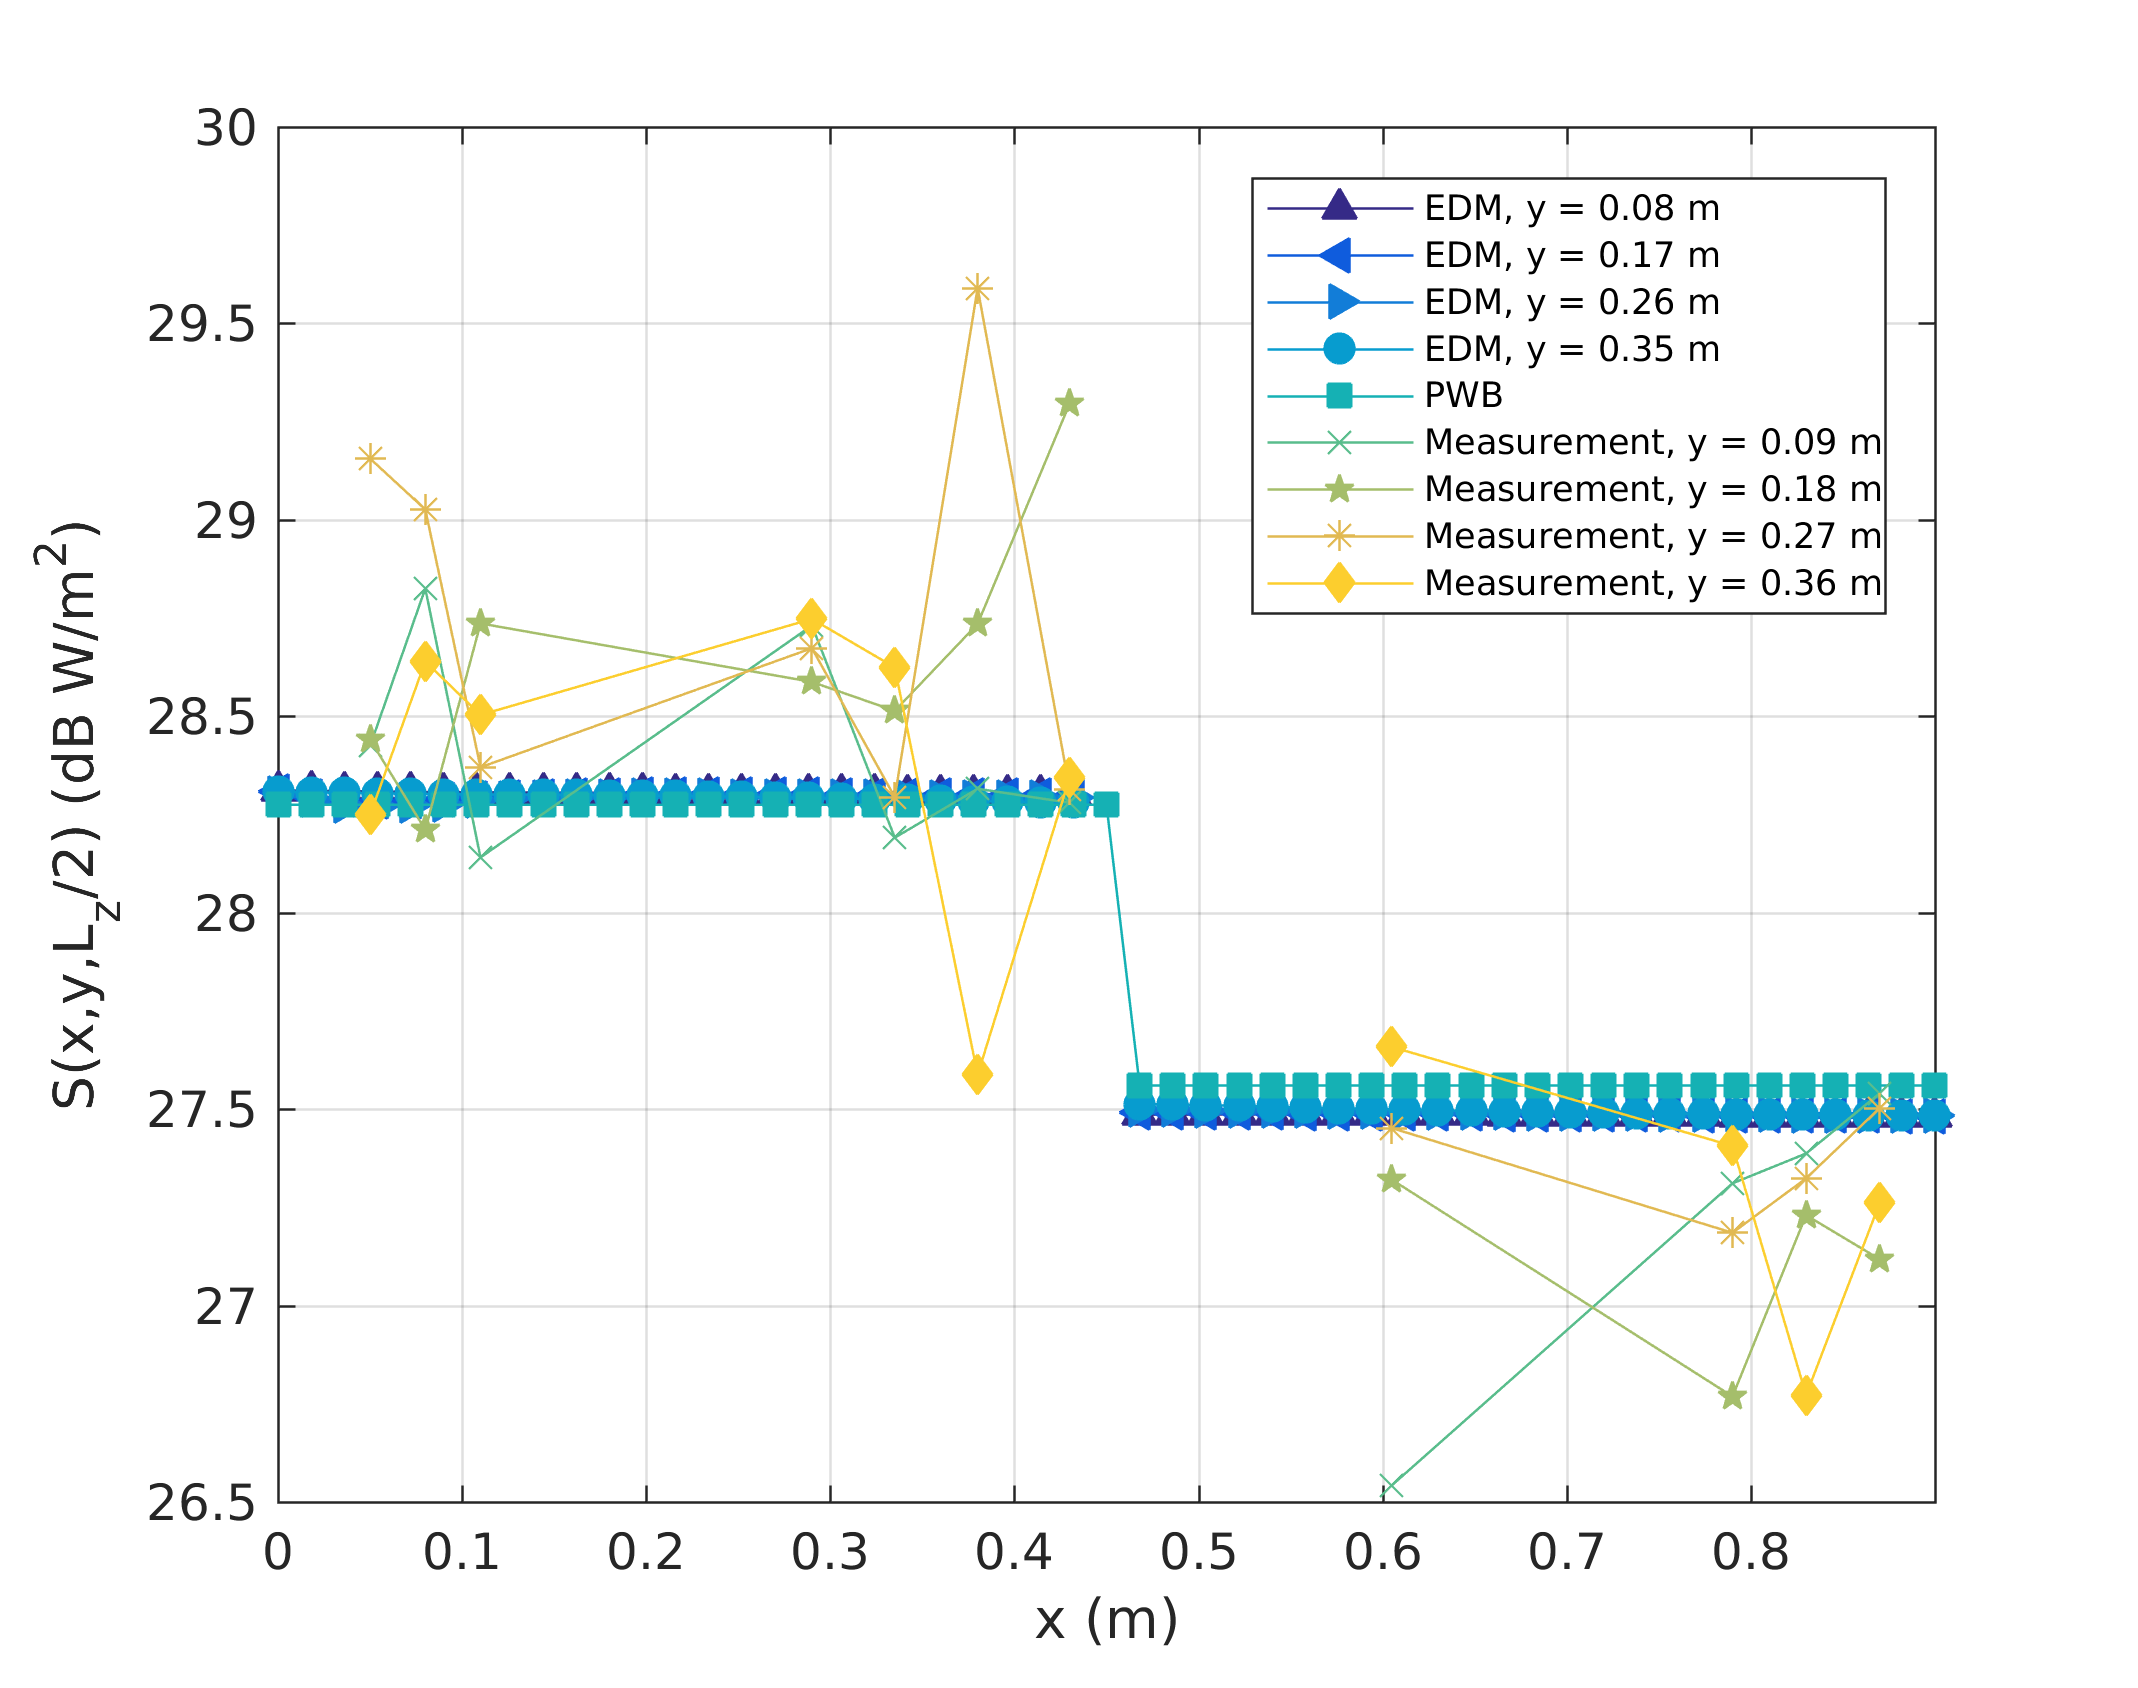 30
29.5
29
28.5
28
27.5
27
26.5
S(x,y,L_z/2) (dB W/m^2)
EDM, y = 0.08 m
EDM, y = 0.17 m
EDM, y = 0.26 m
EDM, y = 0.35 m
PWB
Measurement, y = 0.09 m
Measurement, y = 0.18 m
Measurement, y = 0.27 m
Measurement, y = 0.36 m
0 0.1 0.2 0.3 0.4 0.5 0.6 0.7 0.8
x (m)